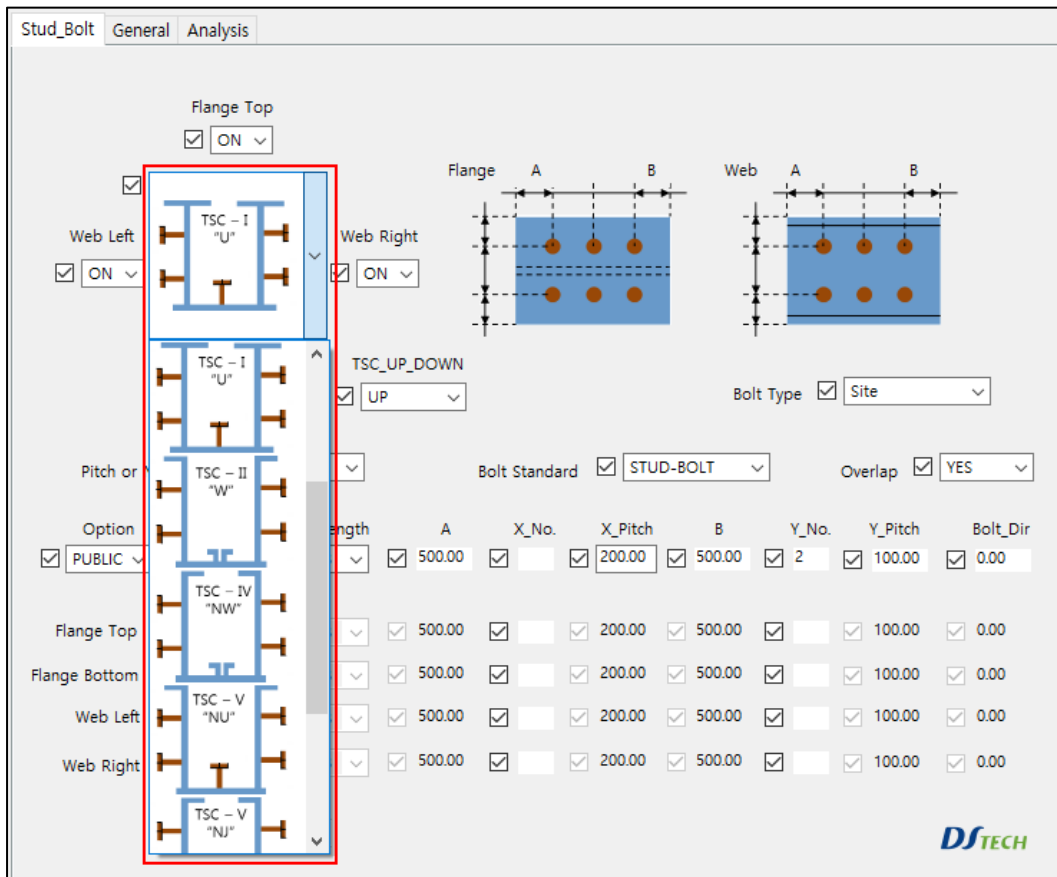 Stud_Bolt General Analysis
Flange Top
ON
Flange A B Web A B
TSC – I
"U"
Web Left Web Right
ON ON
TSC – I
"U"
TSC_UP_DOWN
UP
Bolt Type Site
TSC – II
"W"
Pitch or
Bolt Standard STUD-BOLT Overlap YES
Option ength A X_No. X_Pitch B Y_No. Y_Pitch Bolt_Dir
PUBLIC 500.00 200.00 500.00 2 100.00 0.00
TSC – IV
"NW"
Flange Top 500.00 200.00 500.00 100.00 0.00
Flange Bottom 500.00 200.00 500.00 100.00 0.00
TSC – V
"NU"
Web Left 500.00 200.00 500.00 100.00 0.00
Web Right 500.00 200.00 500.00 100.00 0.00
TSC – V
"NJ"
DSTECH